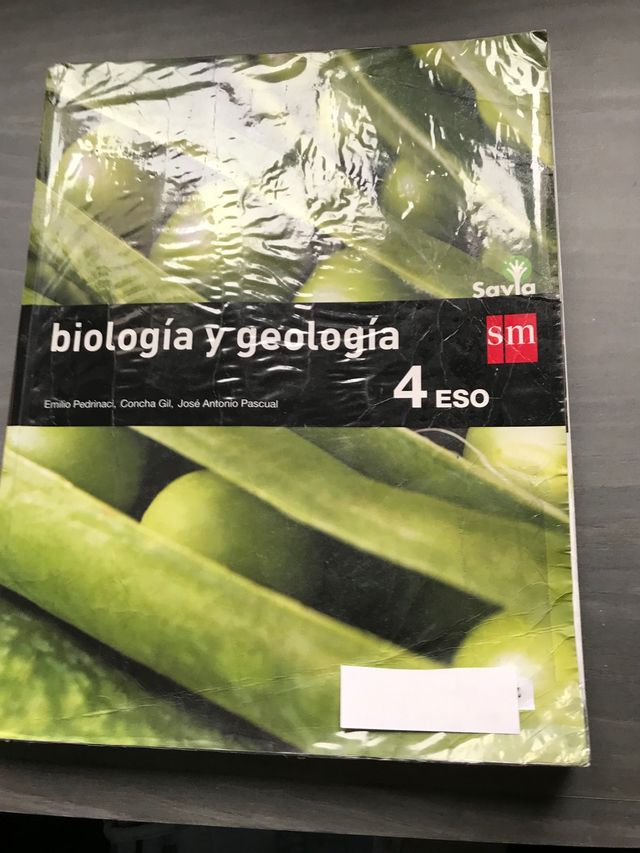 Savia
biología y geología
sm
4 ESO
Emilio Pedrinaci, Concha Gil, José Antonio Pascual